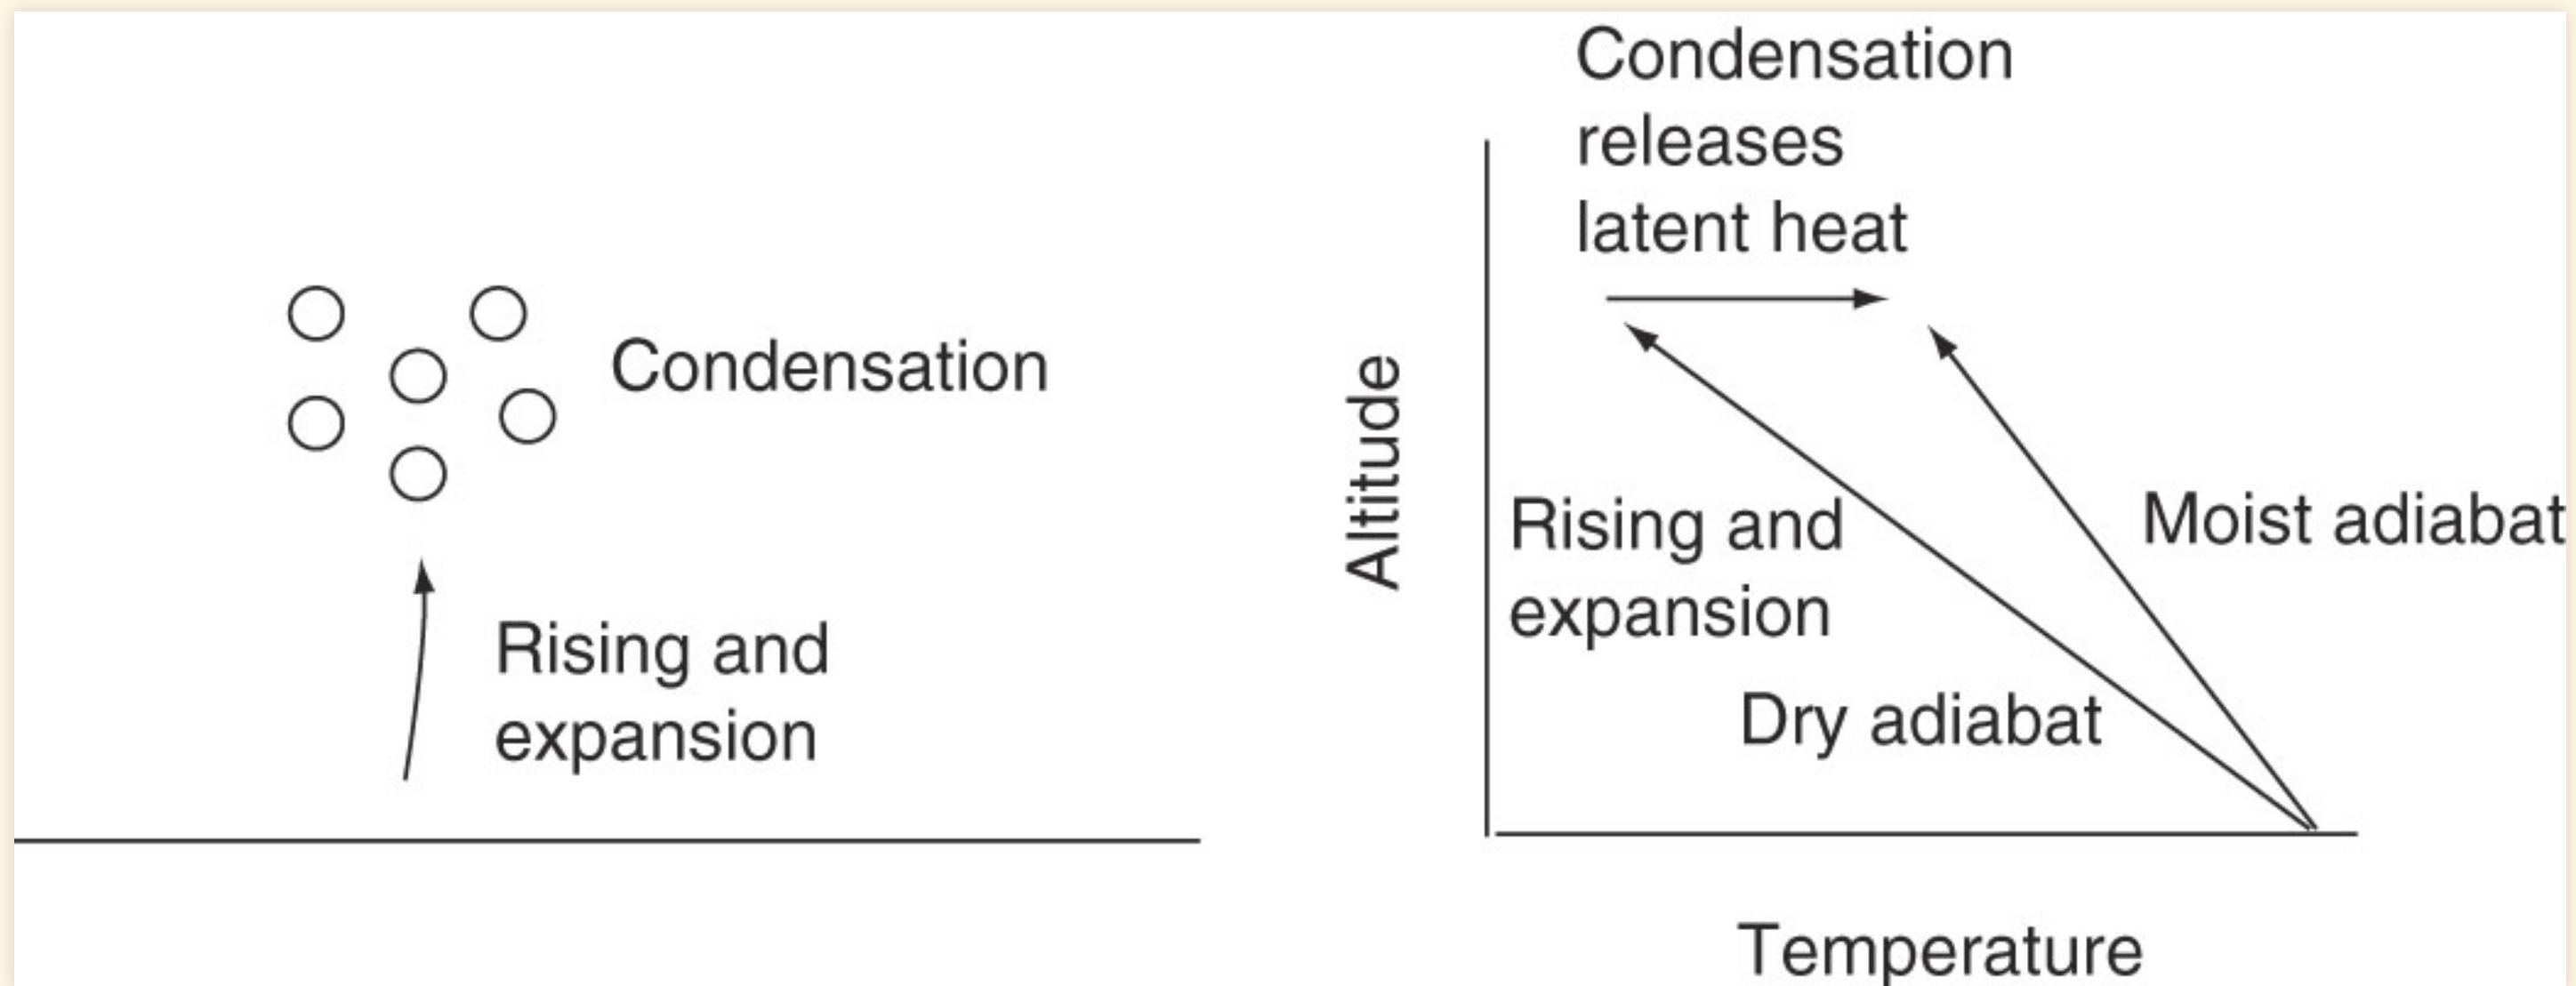 Condensation
Rising and
expansion
Condensation
releases
latent heat
Altitude
Rising and
expansion
Moist adiabat
Dry adiabat
Temperature